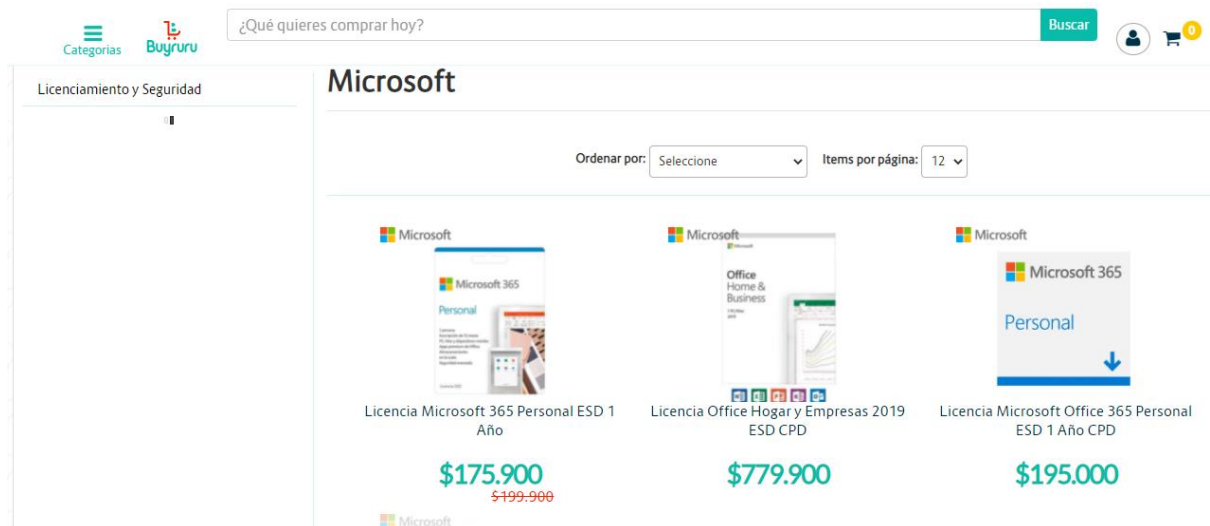 ¿Qué quieres comprar hoy?
Buscar
0
Categorias
Buyruru
Licenciamiento y Seguridad
Microsoft
Ordenar por:
Seleccione
Items por página:
12
Microsoft
Microsoft 365
Personal
Licencia Microsoft 365 Personal ESD 1
Año
$175.900
$199.900
Microsoft
Microsoft
Office
Home &
Business
Licencia Office Hogar y Empresas 2019
ESD CPD
$779.900
Microsoft
Microsoft 365
Personal
Licencia Microsoft Office 365 Personal
ESD 1 Año CPD
$195.000
Microsoft